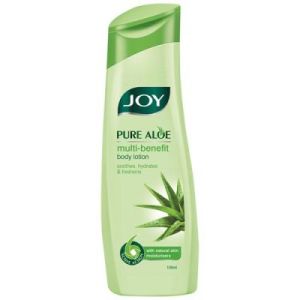 JOY
PURE ALOE
multi-benefit
body lotion
soothes, hydrates
& freshens
with natural skin
moisturisers